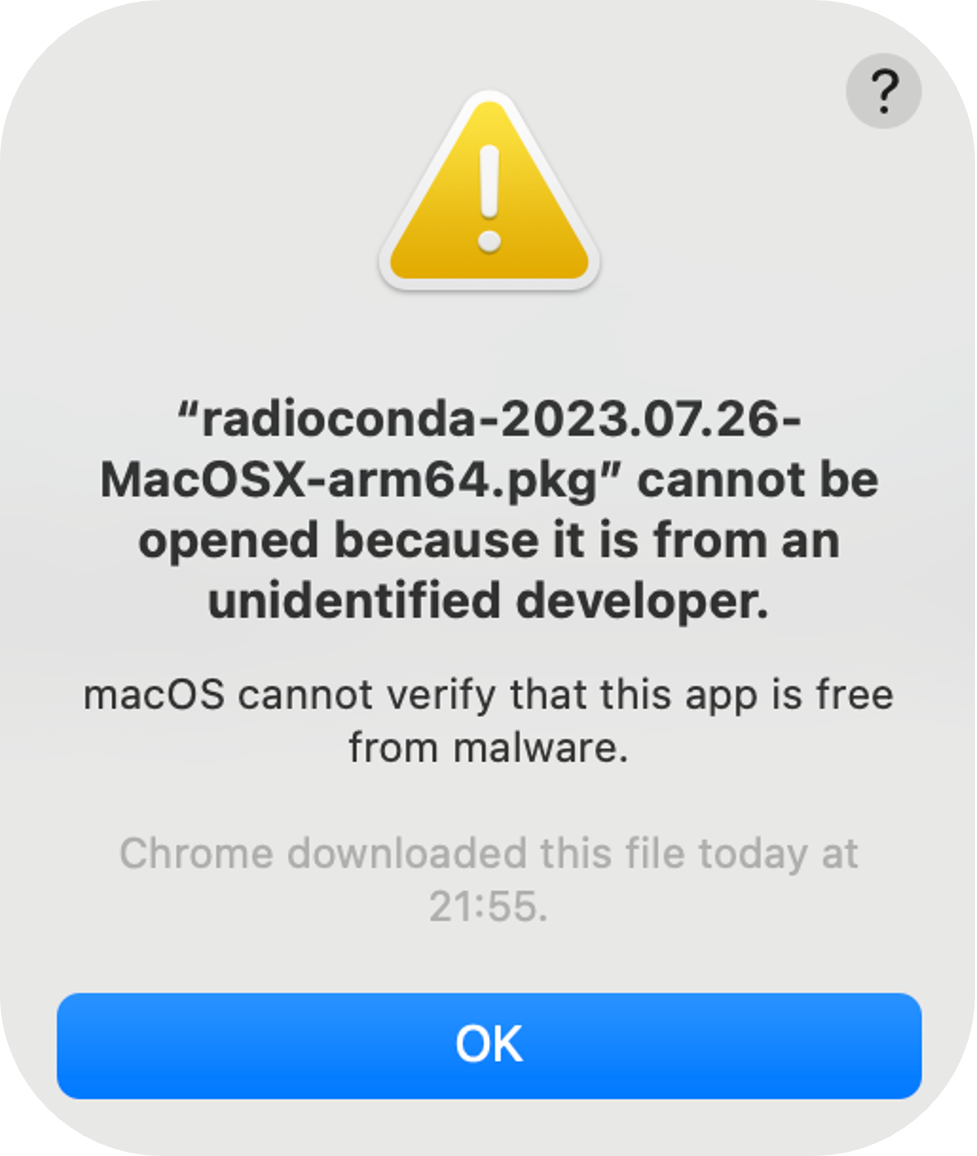 ?
“radioconda-2023.07.26-
MacOSX-arm64.pkg” cannot be
opened because it is from an
unidentified developer.
macOS cannot verify that this app is free
from malware.
Chrome downloaded this file today at
21:55.
OK